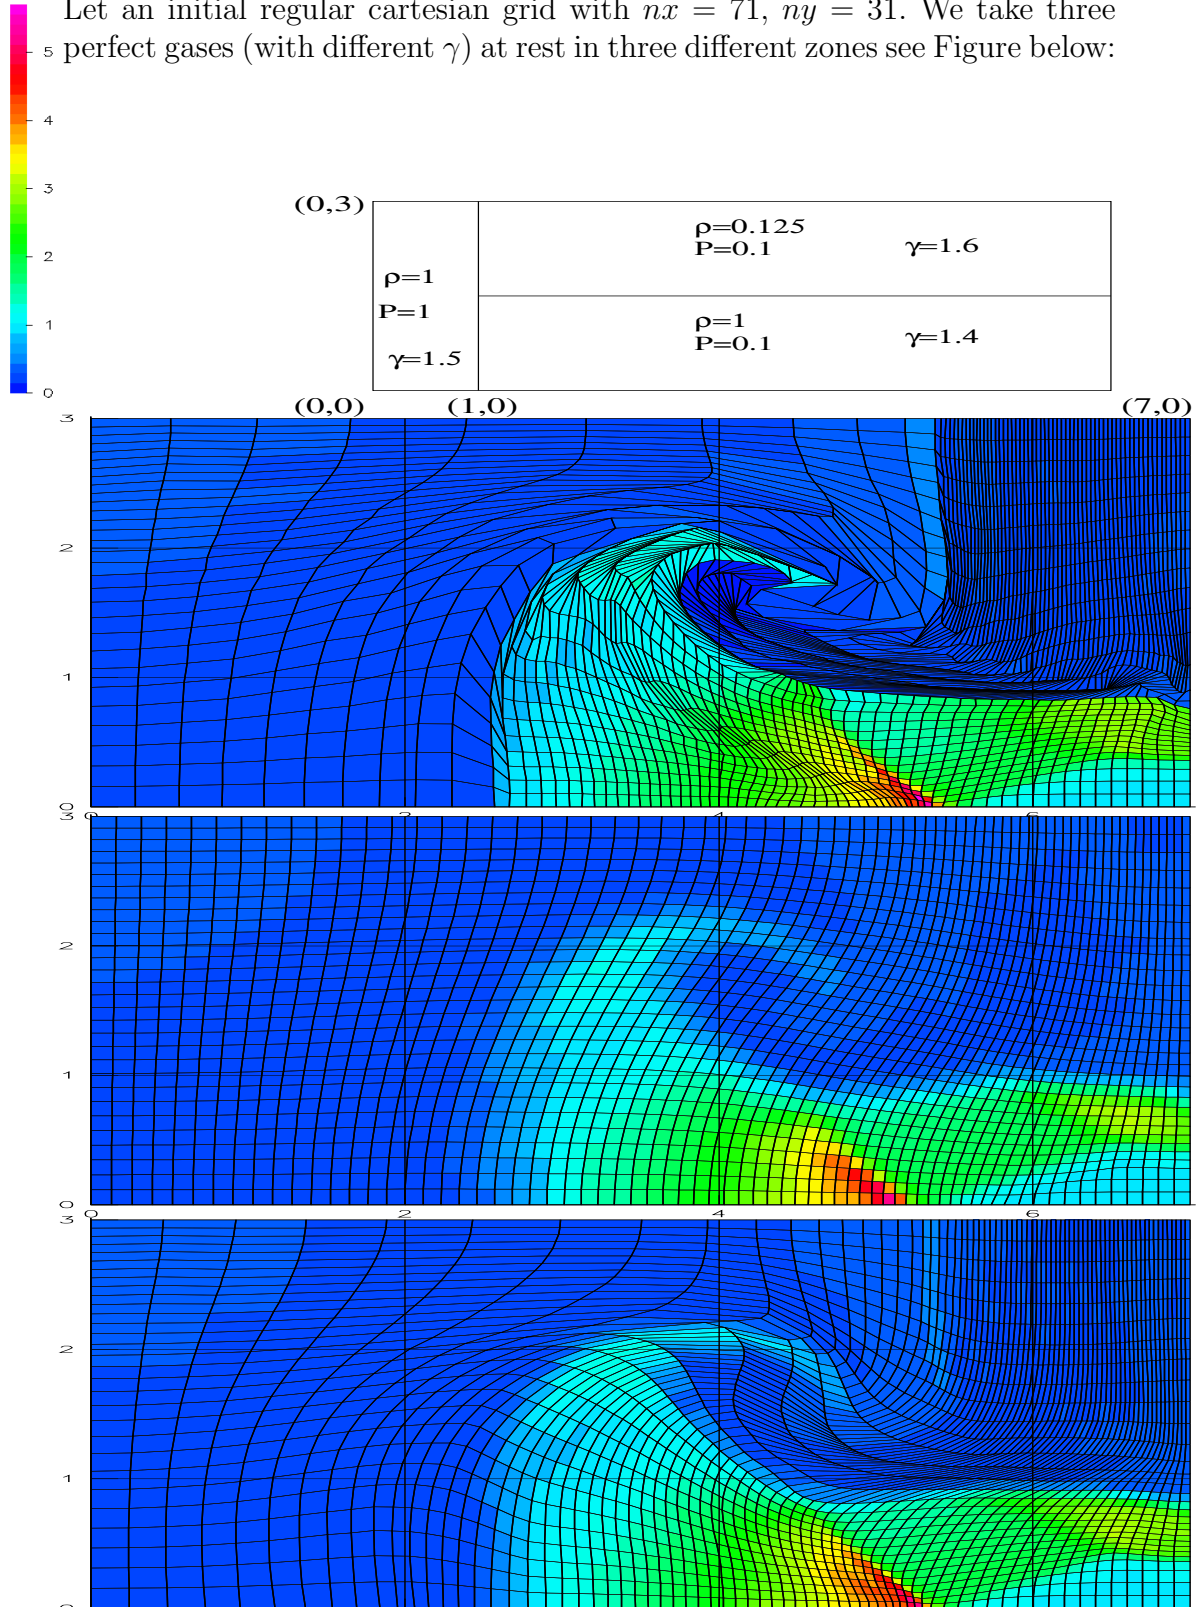 Let an initial regular cartesian grid with nx = 71, ny = 31. We take three
perfect gases (with different γ) at rest in three different zones see Figure below:
5
4
3
2
1
0
(0,3)
ρ=0.125
P=0.1
γ=1.6
ρ=1
P=1
γ=1.5
ρ=1
P=0.1
γ=1.4
(0,0)
(1,0)
(7,0)
3
2
1
0
0 2 4 6
3
2
1
0
0 2 4 6
3
2
1
0